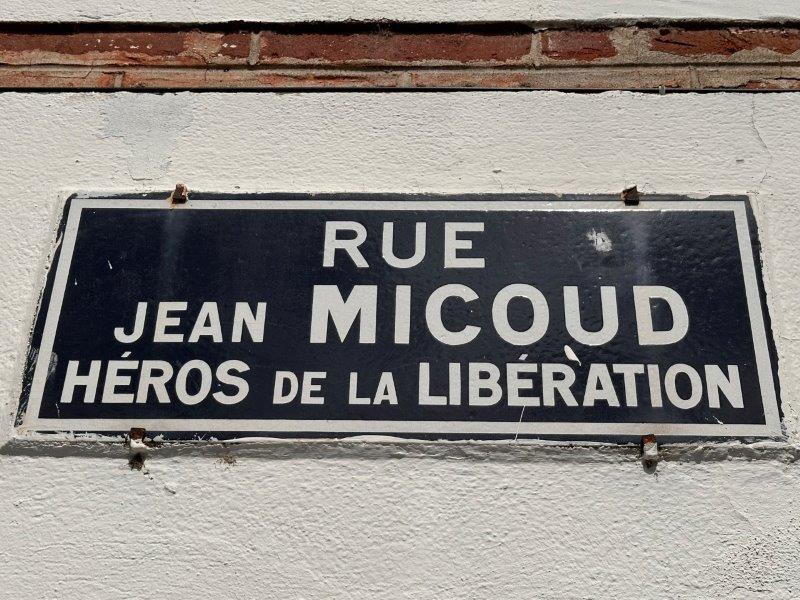 RUE
JEAN MICOUD
HÉROS DE LA LIBÉRATION